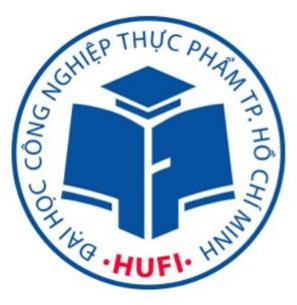 ĐẠI HỌC CÔNG NGHIỆP THỰC PHẨM TP. HỒ CHÍ MINH
·HUFI·